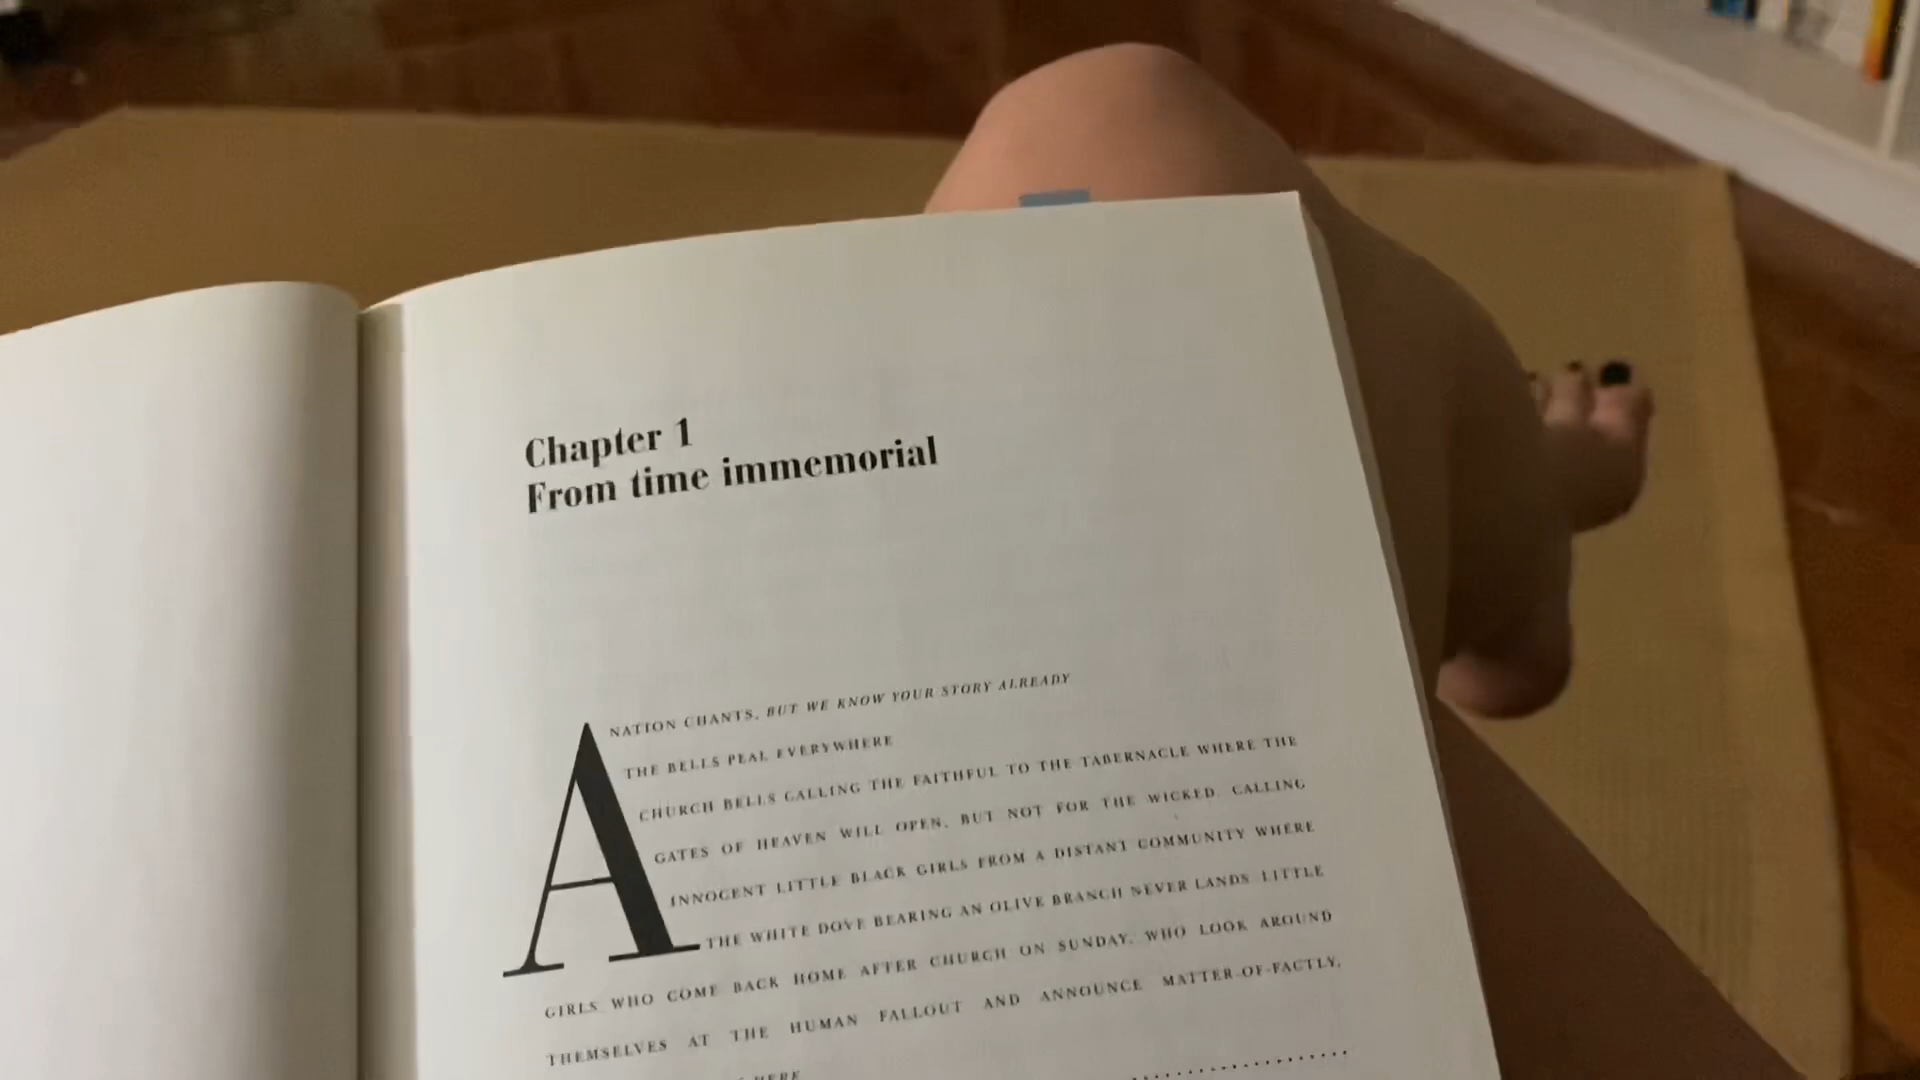 Chapter 1
From time immemorial
A NATION CHANTS, BUT WE KNOW YOUR STORY ALREADY
THE BELLS PEAL EVERYWHERE
CHURCH BELLS CALLING THE FAITHFUL TO THE TABERNACLE WHERE THE
GATES OF HEAVEN WILL OPEN, BUT NOT FOR THE WICKED. CALLING
INNOCENT LITTLE BLACK GIRLS FROM A DISTANT COMMUNITY WHERE
THE WHITE DOVE BEARING AN OLIVE BRANCH NEVER LANDS. LITTLE
GIRLS WHO COME BACK HOME AFTER CHURCH ON SUNDAY, WHO LOOK AROUND
THEMSELVES AT THE HUMAN FALLOUT AND ANNOUNCE MATTER-OF-FACTLY,
HERE